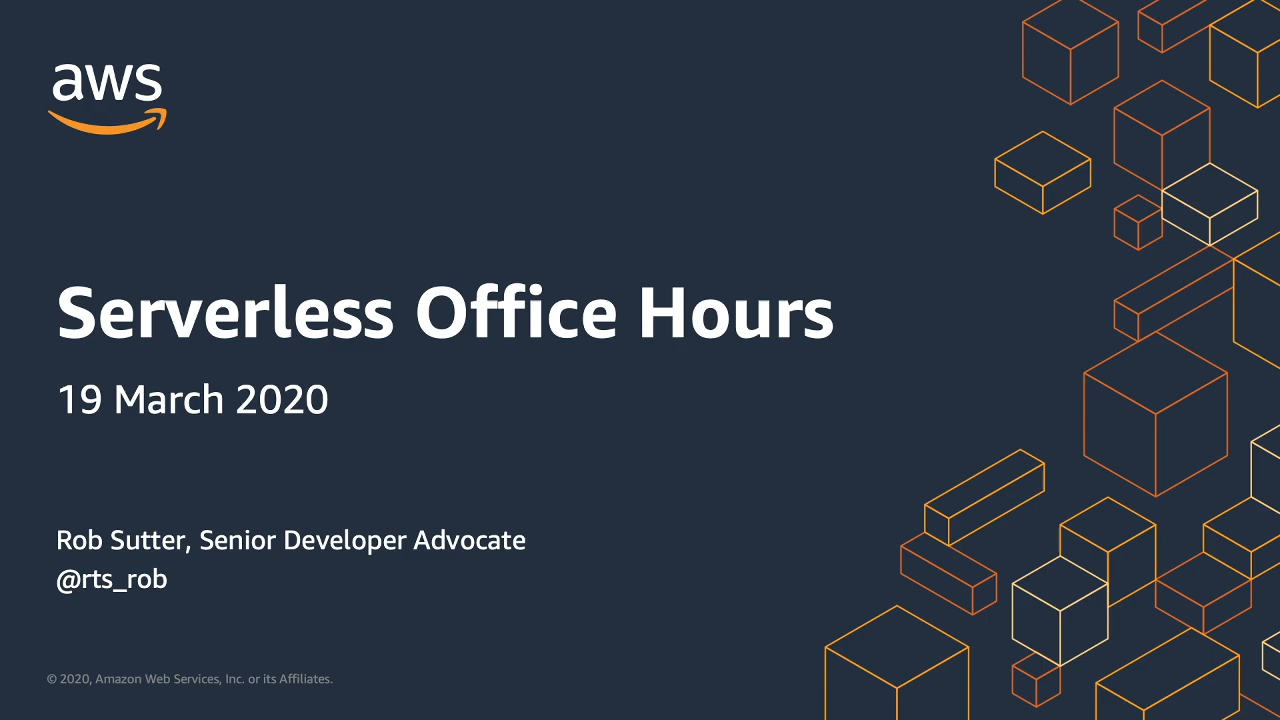 aws
Serverless Office Hours
19 March 2020
Rob Sutter, Senior Developer Advocate
@rts_rob
© 2020, Amazon Web Services, Inc. or its Affiliates.